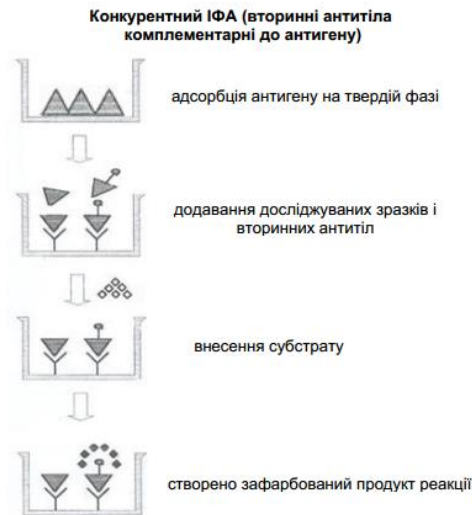 Конкурентний ІФА (вторинні антитіла
комплементарні до антигену)
адсорбція антигену на твердій фазі
додавання досліджуваних зразків і
вторинних антитіл
внесення субстрату
створено зафарбований продукт реакції